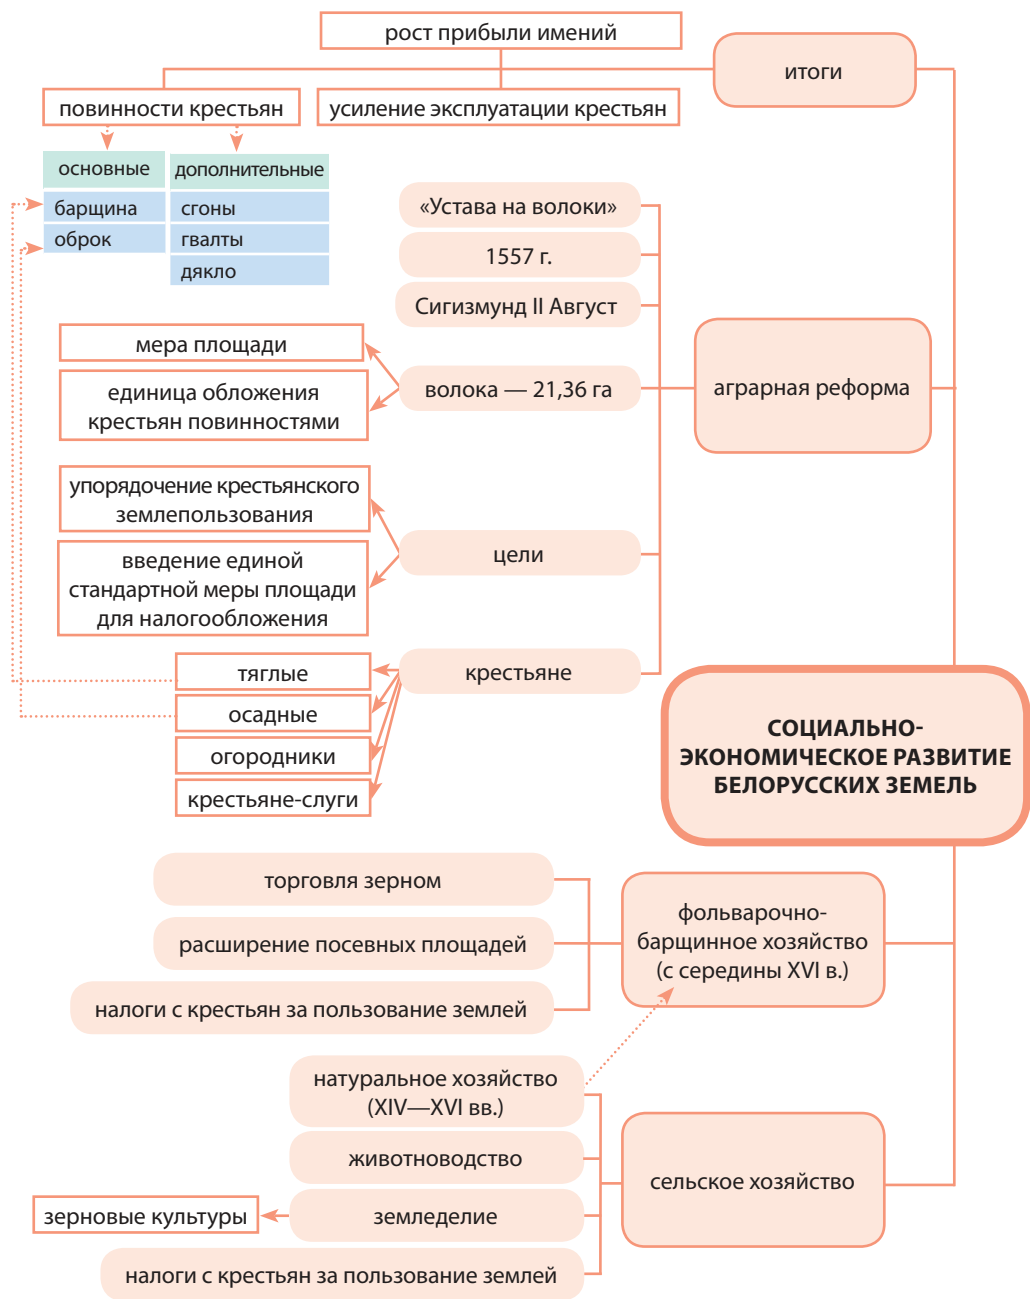 рост прибыли имений
итоги
повинности крестьян
усиление эксплуатации крестьян
основные
дополнительные
барщина
сгоны
оброк
гвалты
дякло
«Устава на волоки»
1557 г.
Сигизмунд II Август
мера площади
единица обложения
крестьян повинностями
волока — 21,36 га
аграрная реформа
упорядочение крестьянского
землепользования
введение единой
стандартной меры площади
для налогообложения
цели
крестьяне
тяглые
осадные
огородники
крестьяне-слуги
СОЦИАЛЬНО-
ЭКОНОМИЧЕСКОЕ РАЗВИТИЕ
БЕЛОРУССКИХ ЗЕМЕЛЬ
торговля зерном
расширение посевных площадей
налоги с крестьян за пользование землей
фольварочно-
барщинное хозяйство
(с середины XVI в.)
натуральное хозяйство
(XIV—XVI вв.)
животноводство
земледелие
зерновые культуры
налоги с крестьян за пользование землей
сельское хозяйство